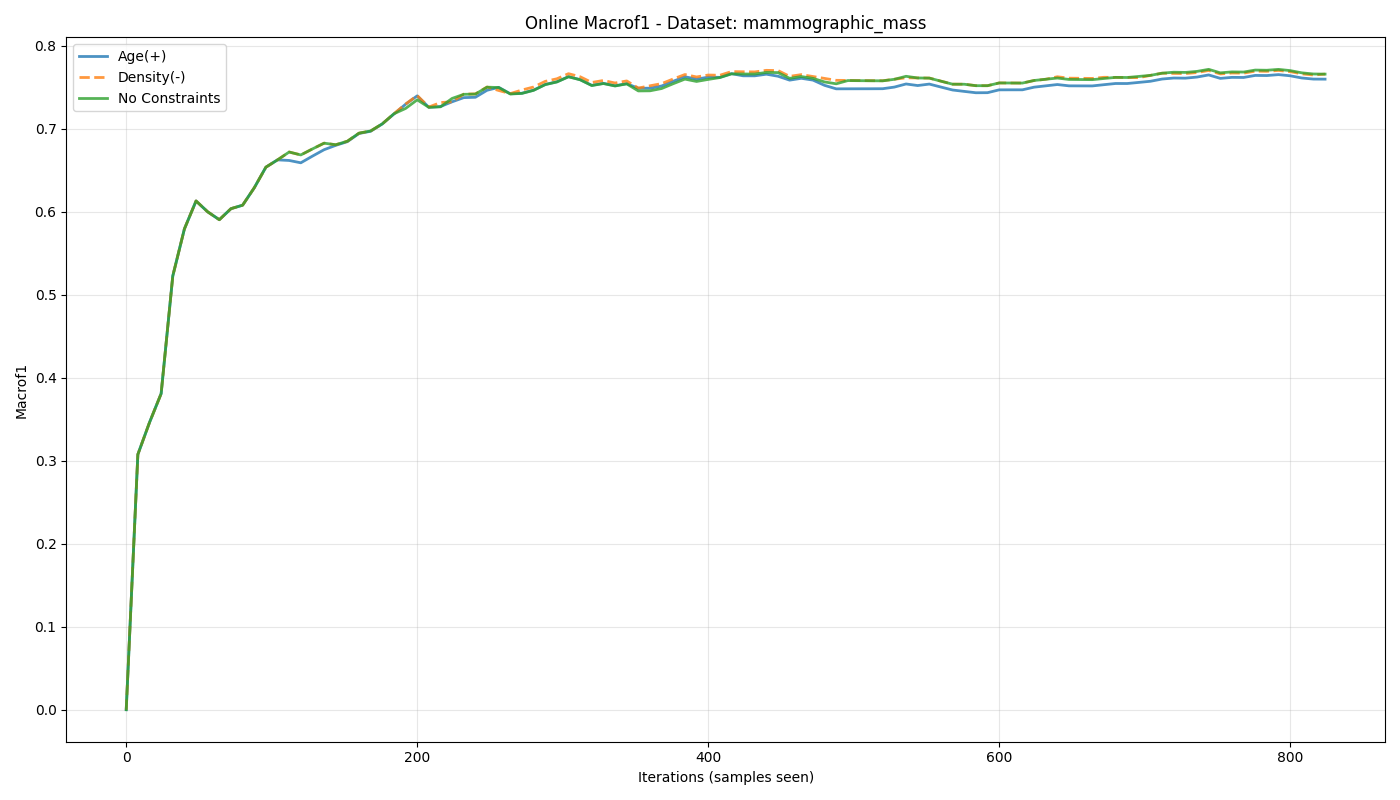 Online Macrof1 - Dataset: mammographic_mass
Age(+)
Density(-)
No Constraints
Macrof1
0.8
0.7
0.6
0.5
0.4
0.3
0.2
0.1
0.0
0 200 400 600 800
Iterations (samples seen)